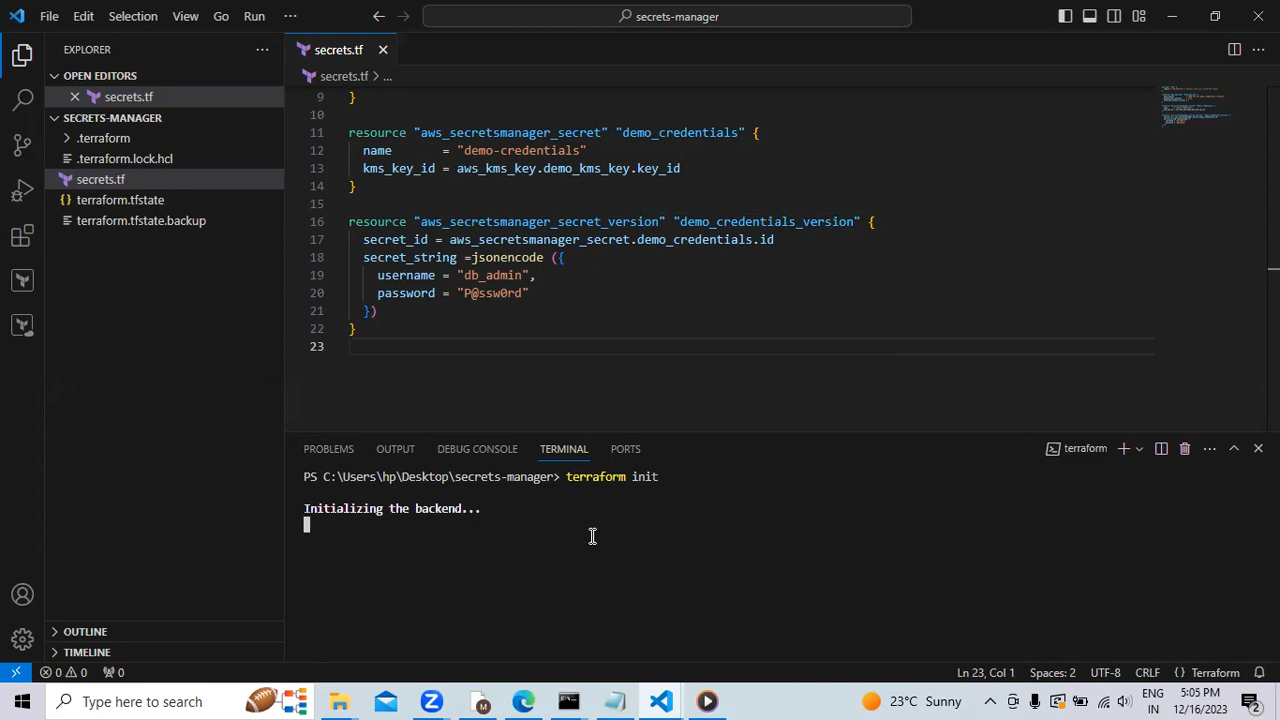 File Edit Selection View Go Run ··· secrets-manager
EXPLORER
OPEN EDITORS
secrets.tf
SECRETS-MANAGER
.terraform
.terraform.lock.hcl
secrets.tf
terraform.tfstate
terraform.tfstate.backup
OUTLINE
TIMELINE
secrets.tf
secrets.tf > ...
9 }
10
11 resource "aws_secretsmanager_secret" "demo_credentials" {
12 name = "demo-credentials"
13 kms_key_id = aws_kms_key.demo_kms_key.key_id
14 }
15
16 resource "aws_secretsmanager_secret_version" "demo_credentials_version" {
17 secret_id = aws_secretsmanager_secret.demo_credentials.id
18 secret_string =jsonencode ({
19 username = "db_admin",
20 password = "P@ssw0rd"
21 })
22 }
23
PROBLEMS OUTPUT DEBUG CONSOLE TERMINAL PORTS terraform
PS C:\Users\hp\Desktop\secrets-manager> terraform init
Initializing the backend...
0 0 0 Ln 23, Col 1 Spaces: 2 UTF-8 CRLF {} Terraform
Type here to search 23°C Sunny ENG IN 5:05 PM 12/16/2023 2